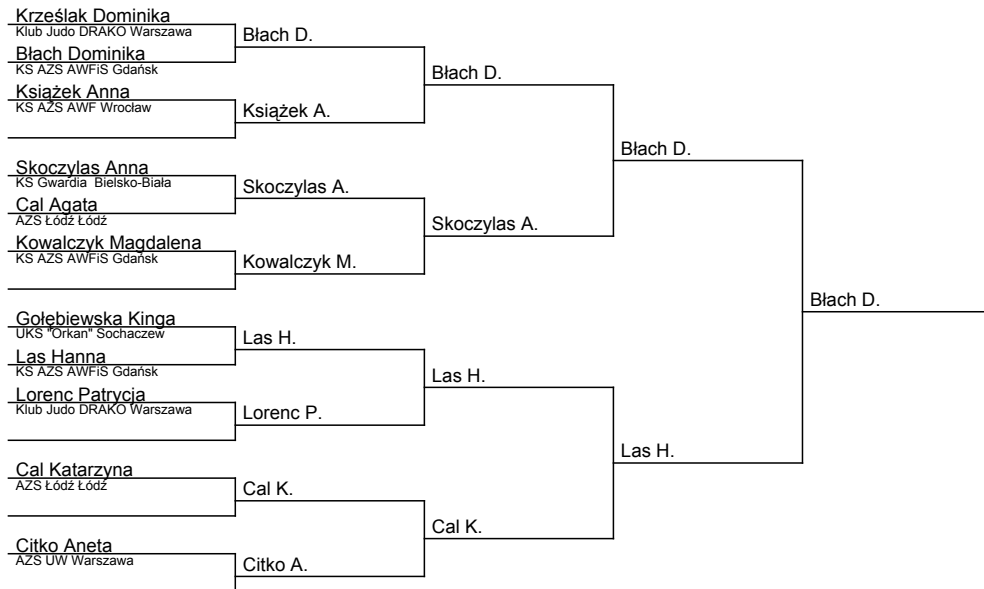 Krześlak Dominika
Klub Judo DRAKO Warszawa
Błach D.
Błach Dominika
KS AZS AWFiS Gdańsk
Błach D.
Książek Anna
KS AZS AWF Wrocław
Książek A.
Błach D.
Skoczylas Anna
KS Gwardia Bielsko-Biała
Skoczylas A.
Cal Agata
AZS Łódź Łódź
Skoczylas A.
Kowalczyk Magdalena
KS AZS AWFiS Gdańsk
Kowalczyk M.
Błach D.
Gołębiewska Kinga
UKS "Orkan" Sochaczew
Las H.
Las Hanna
KS AZS AWFiS Gdańsk
Las H.
Lorenc Patrycja
Klub Judo DRAKO Warszawa
Lorenc P.
Las H.
Cal Katarzyna
AZS Łódź Łódź
Cal K.
Cal K.
Citko Aneta
AZS UW Warszawa
Citko A.